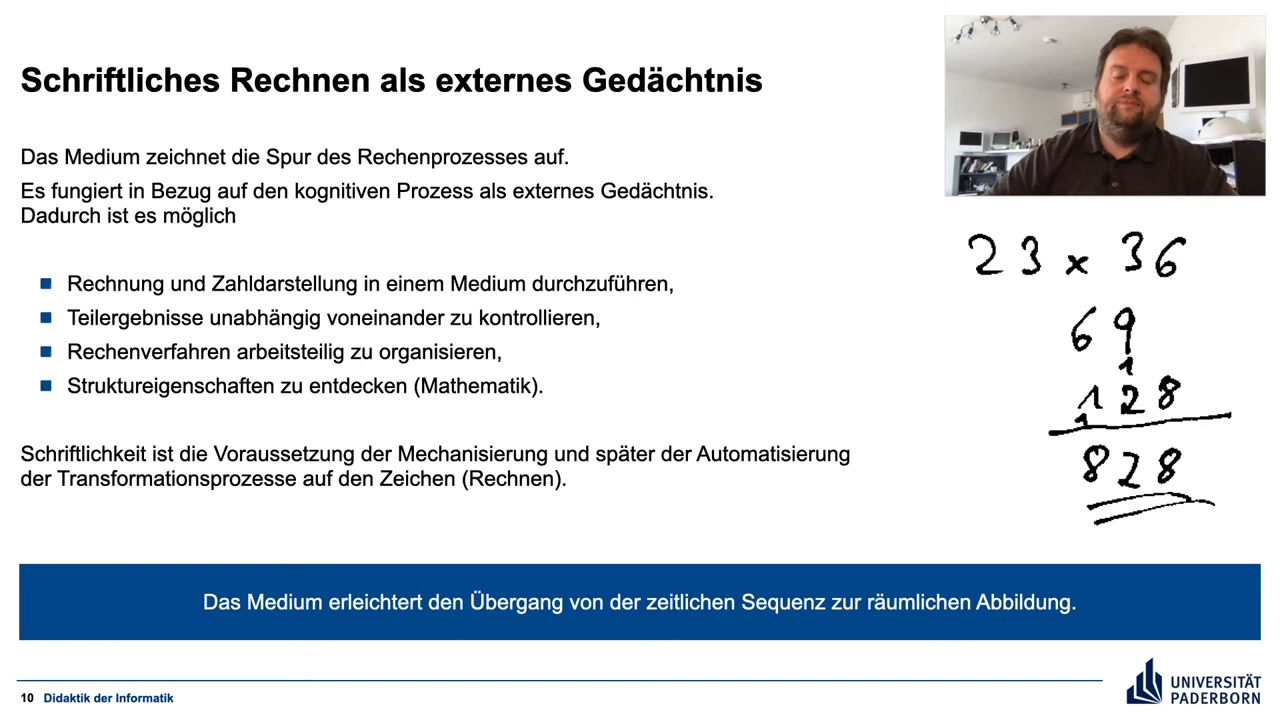 Schriftliches Rechnen als externes Gedächtnis
Das Medium zeichnet die Spur des Rechenprozesses auf.
Es fungiert in Bezug auf den kognitiven Prozess als externes Gedächtnis.
Dadurch ist es möglich
Rechnung und Zahldarstellung in einem Medium durchzuführen,
Teilergebnisse unabhängig voneinander zu kontrollieren,
Rechenverfahren arbeitsteilig zu organisieren,
Struktureigenschaften zu entdecken (Mathematik).
Schriftlichkeit ist die Voraussetzung der Mechanisierung und später der Automatisierung
der Transformationsprozesse auf den Zeichen (Rechnen).
23 x 36
69
1
128
1
828
Das Medium erleichtert den Übergang von der zeitlichen Sequenz zur räumlichen Abbildung.
10 Didaktik der Informatik
UNIVERSITÄT
PADERBORN